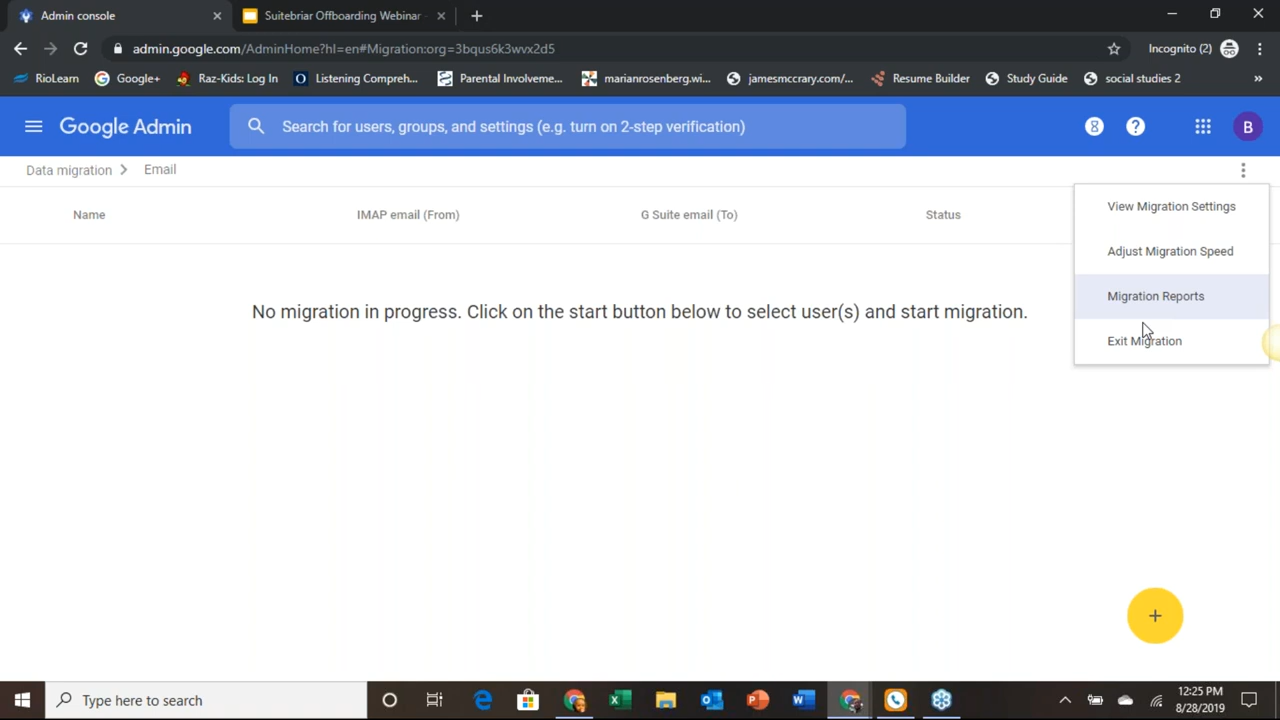 Admin console
Suitebriar Offboarding Webinar
admin.google.com/AdminHome?hl=en#Migration:org=3bqus6k3wvx2d5
Incognito (2)
RioLearn
Google+
Raz-Kids: Log In
Listening Compreh...
Parental Involveme...
marianrosenberg.wi...
jamesmccrary.com/...
Resume Builder
Study Guide
social studies 2
»
Google Admin
Search for users, groups, and settings (e.g. turn on 2-step verification)
B
Data migration > Email
Name
IMAP email (From)
G Suite email (To)
Status
View Migration Settings
Adjust Migration Speed
Migration Reports
Exit Migration
No migration in progress. Click on the start button below to select user(s) and start migration.
+
Type here to search
12:25 PM
8/28/2019